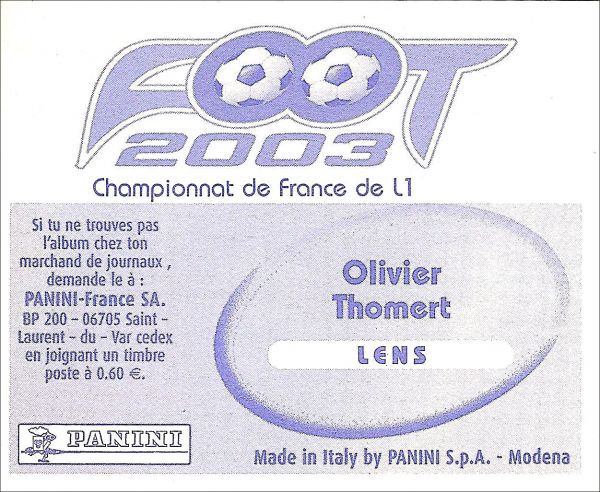 FOOT
2003
Championnat de France de L1
Si tu ne trouves pas
l'album chez ton
marchand de journaux ,
demande le à :
PANINI-France SA.
BP 200 - 06705 Saint -
Laurent - du - Var cedex
en joignant un timbre
poste à 0.60 €.
Olivier
Thomert
LENS
PANINI
Made in Italy by PANINI S.p.A. - Modena